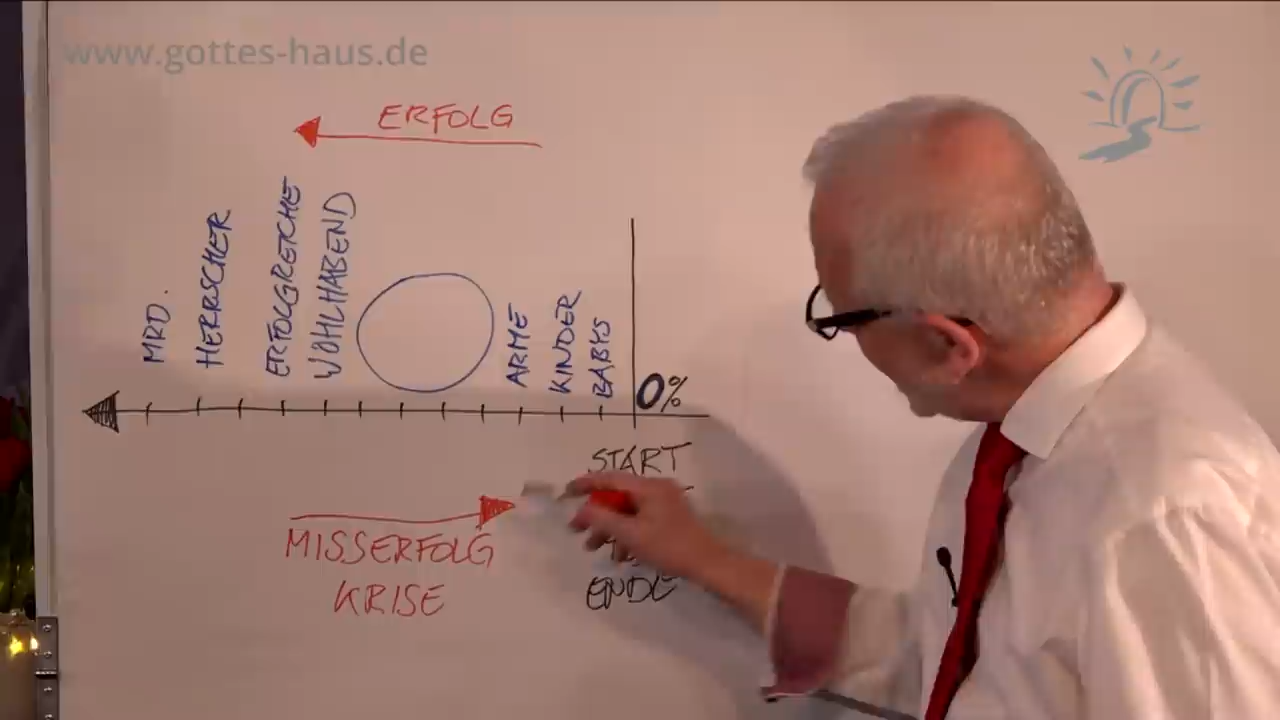 www.gottes-haus.de
ERFOLG
MRD.
HERRSCHER
ERFOLGREICHE
WOHLHABEND
ARME
KINDER
BABYS
0%
START
MISSERFOLG
KRISE
ENDE